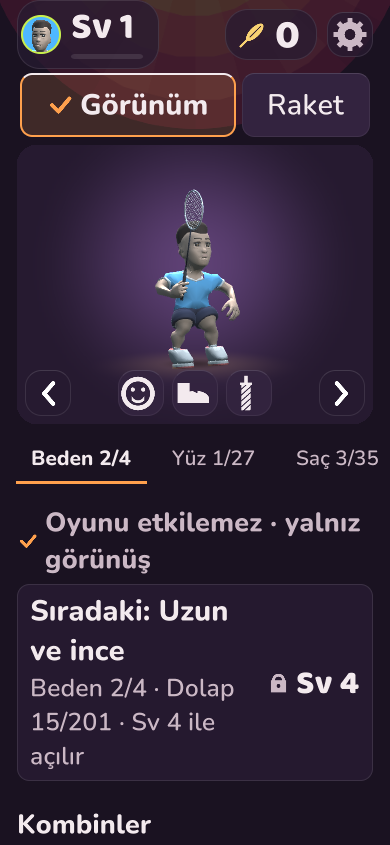 Sv 1
0
Görünüm
Raket
Beden 2/4
Yüz 1/27
Saç 3/35
Oyunu etkilemez · yalnız
görünüş
Sıradaki: Uzun
ve ince
Beden 2/4 · Dolap
15/201 · Sv 4 ile
açılır
Sv 4
Kombinler